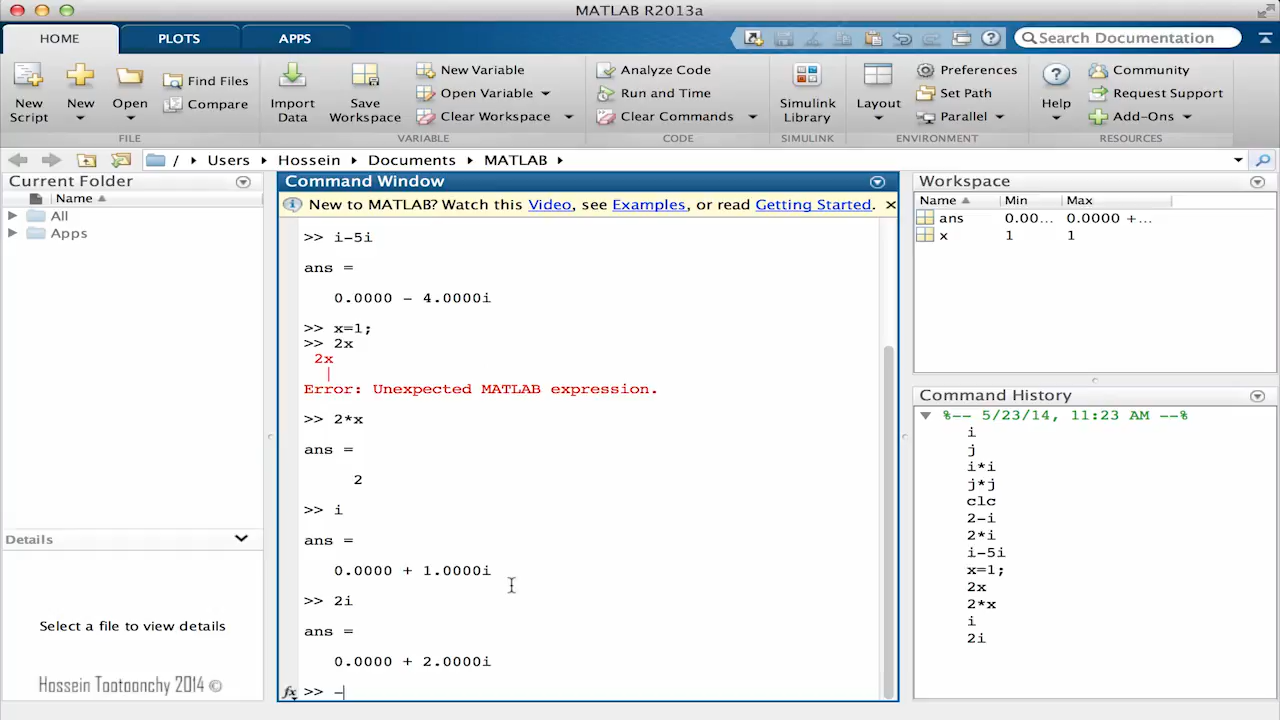 MATLAB R2013a
HOME PLOTS APPS
Search Documentation
New Script
New
Open
Find Files
Compare
FILE
Import Data
Save Workspace
New Variable
Open Variable
Clear Workspace
VARIABLE
Analyze Code
Run and Time
Clear Commands
CODE
Simulink Library
SIMULINK
Layout
Preferences
Set Path
Parallel
ENVIRONMENT
Help
Community
Request Support
Add-Ons
RESOURCES
/ Users Hossein Documents MATLAB
Current Folder
Name
All
Apps
Details
Select a file to view details
Hossein Tootoonchy 2014 ©
Command Window
New to MATLAB? Watch this Video, see Examples, or read Getting Started.
>> i-5i
ans =
0.0000 - 4.0000i
>> x=1;
>> 2x
2x
|
Error: Unexpected MATLAB expression.
>> 2*x
ans =
2
>> i
ans =
0.0000 + 1.0000i
>> 2i
ans =
0.0000 + 2.0000i
fx >> -
Workspace
Name Min Max
ans 0.00... 0.0000 +...
x 1 1
Command History
%-- 5/23/14, 11:23 AM --%
i
j
i*i
j*j
clc
2-i
2*i
i-5i
x=1;
2x
2*x
i
2i